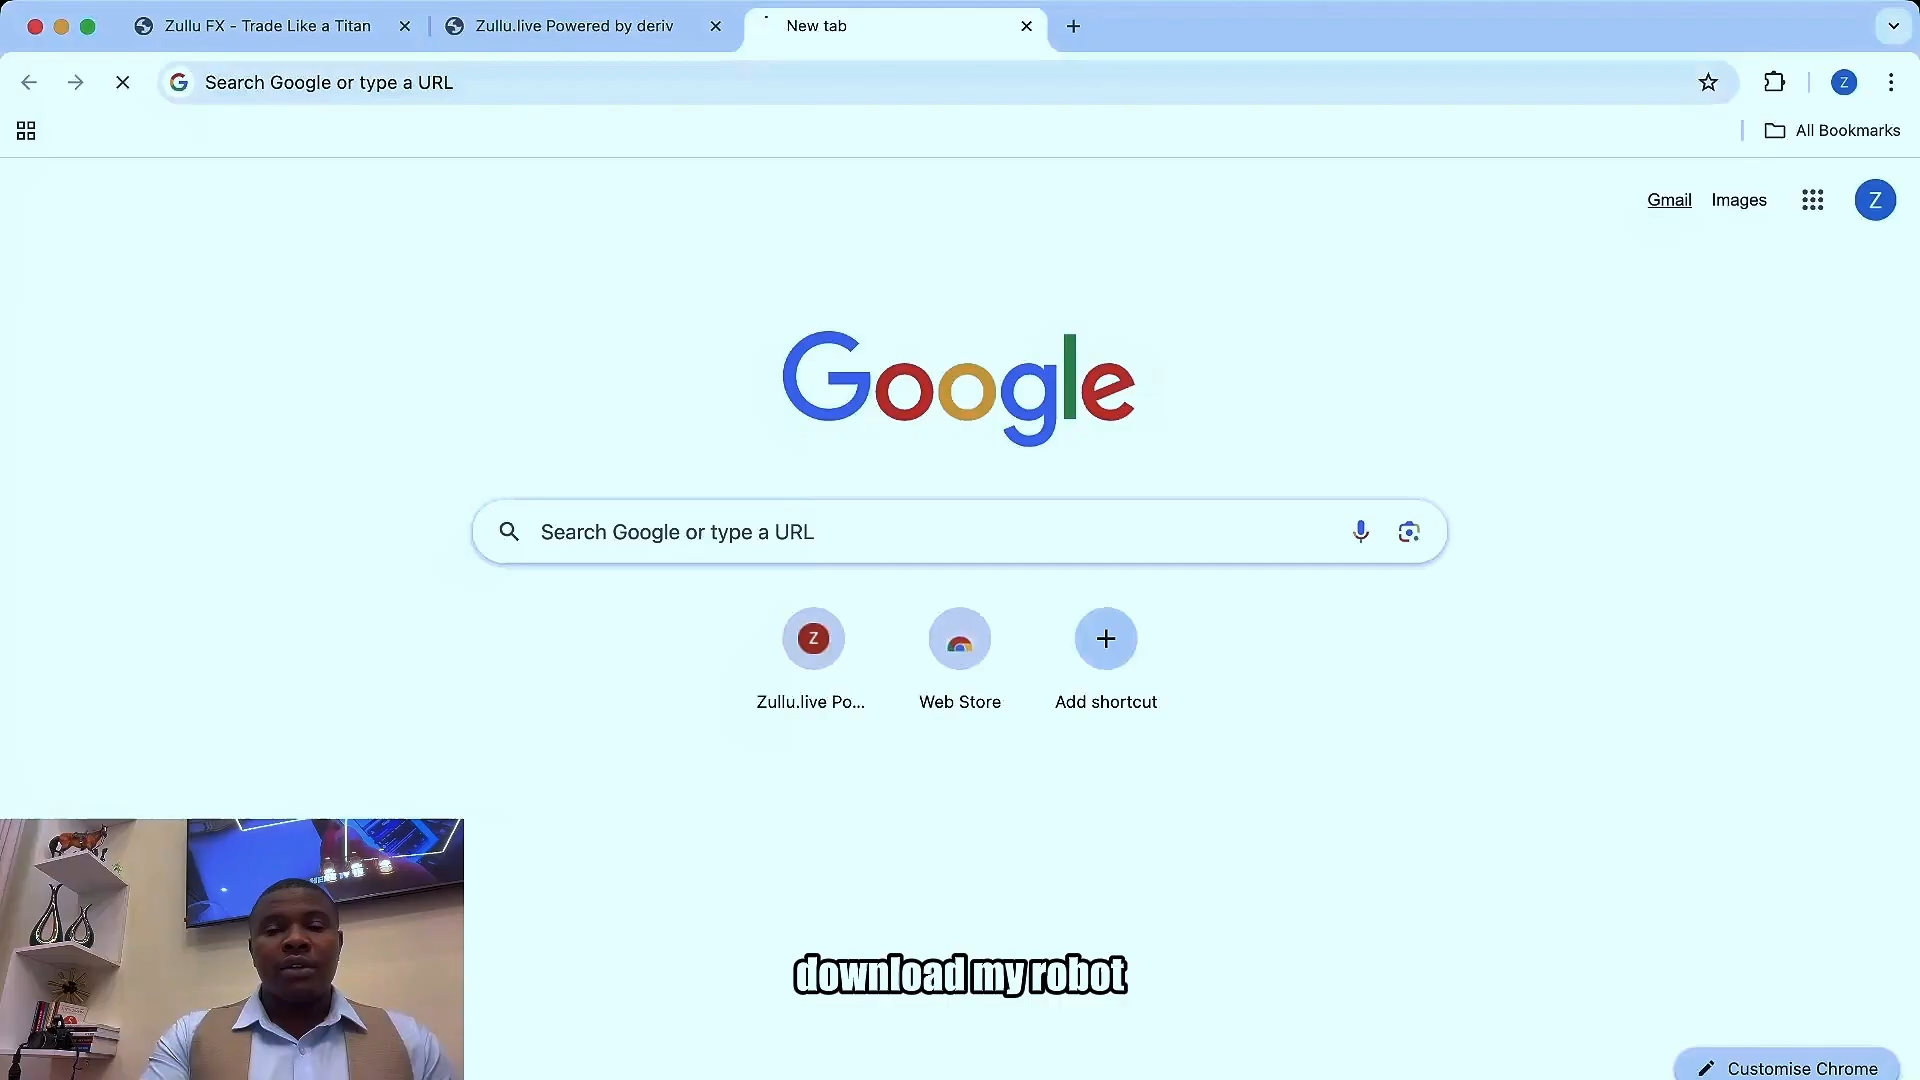 Zullu FX - Trade Like a Titan
Zullu.live Powered by deriv
New tab
Search Google or type a URL
Z
All Bookmarks
Gmail
Images
Z
Google
Search Google or type a URL
Z
Zullu.live Po...
Web Store
Add shortcut
download my robot
Customise Chrome